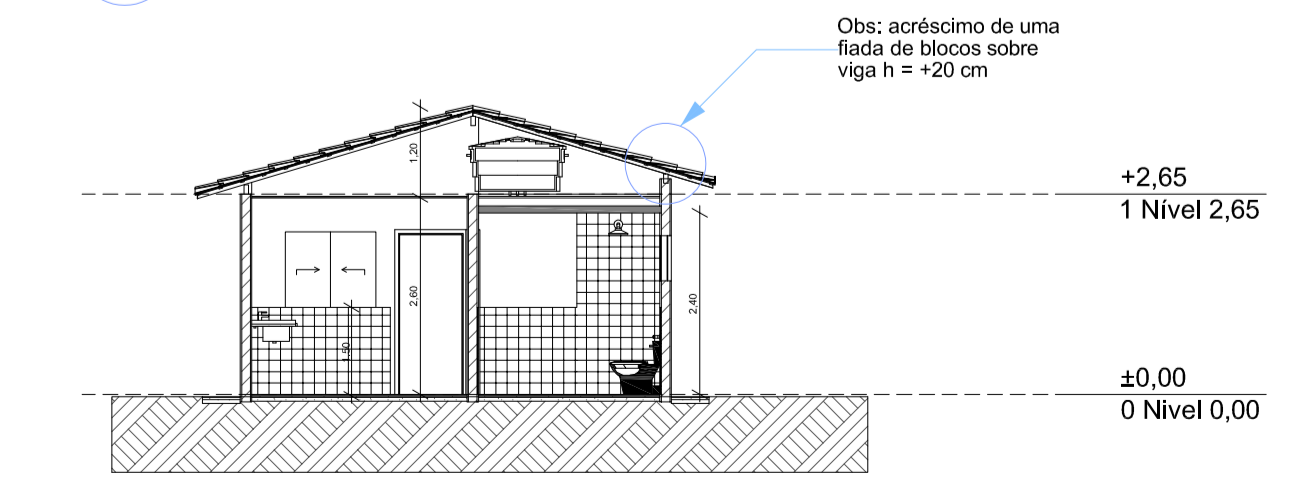 Obs: acréscimo de uma
fiada de blocos sobre
viga h = +20 cm
1,20
+2,65
1 Nível 2,65
2,60
2,40
1,50
±0,00
0 Nivel 0,00